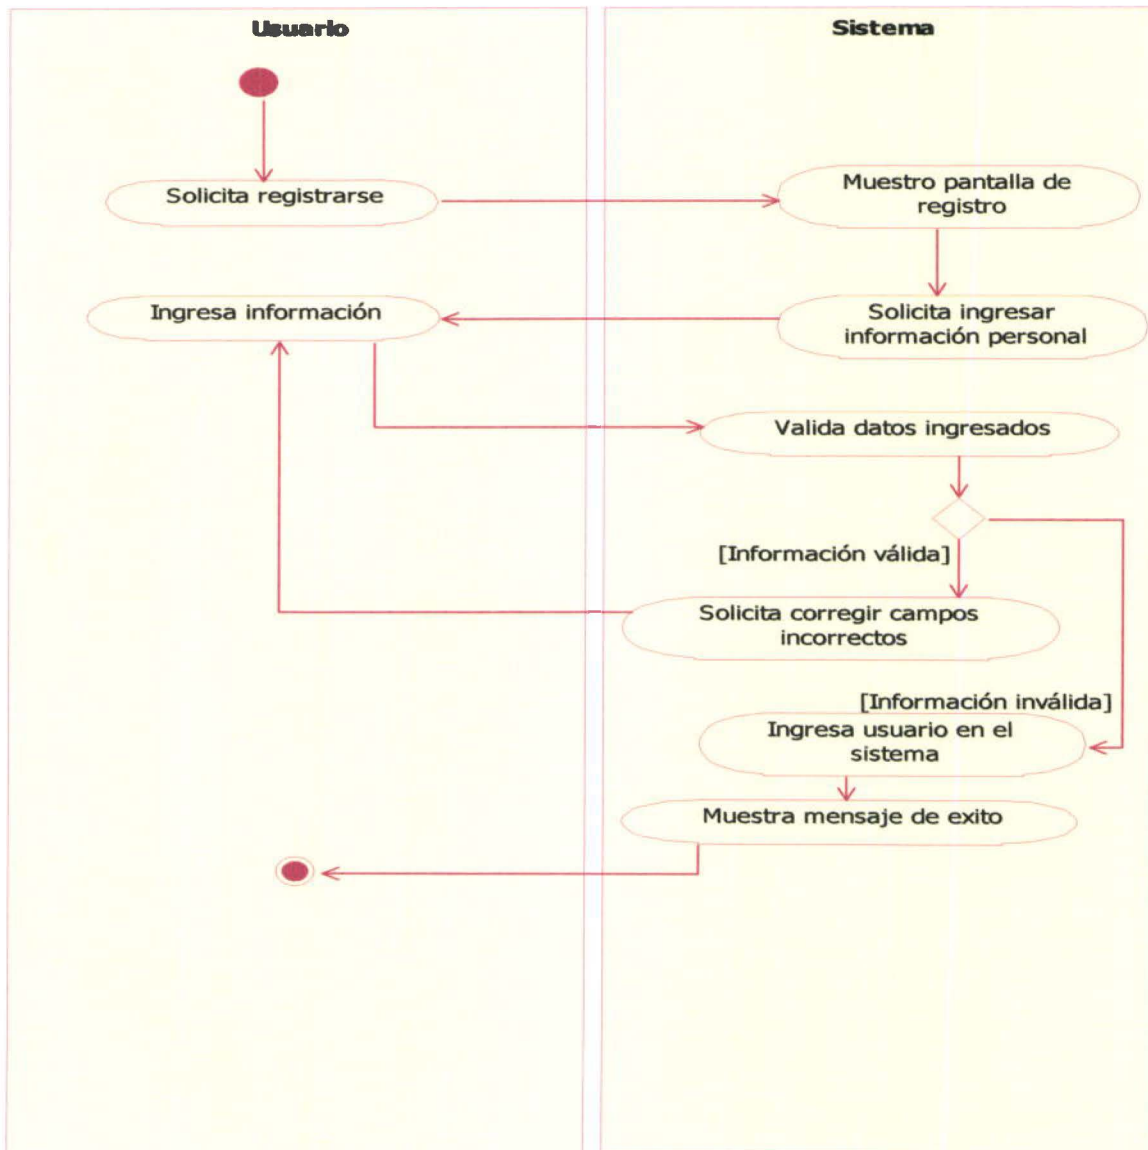 Usuario
Sistema
Solicita registrarse
Muestro pantalla de
registro
Ingresa información
Solicita ingresar
información personal
Valida datos ingresados
[Información válida]
Solicita corregir campos
incorrectos
[Información inválida]
Ingresa usuario en el
sistema
Muestra mensaje de exito